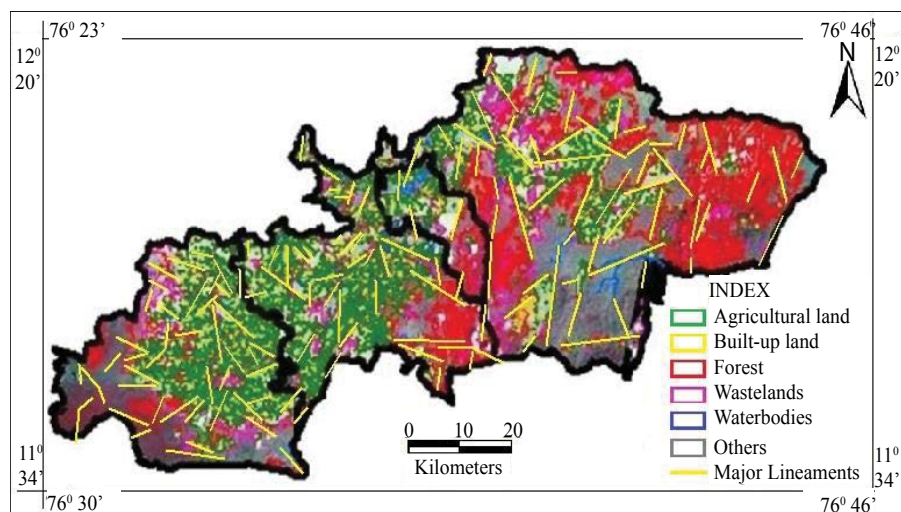 76⁰ 23’
76⁰ 46’
12⁰
20’
12⁰
20’
N
INDEX
Agricultural land
Built-up land
Forest
Wastelands
Waterbodies
Others
Major Lineaments
0 10 20
Kilometers
11⁰
34’
11⁰
34’
76⁰ 30’
76⁰ 46’